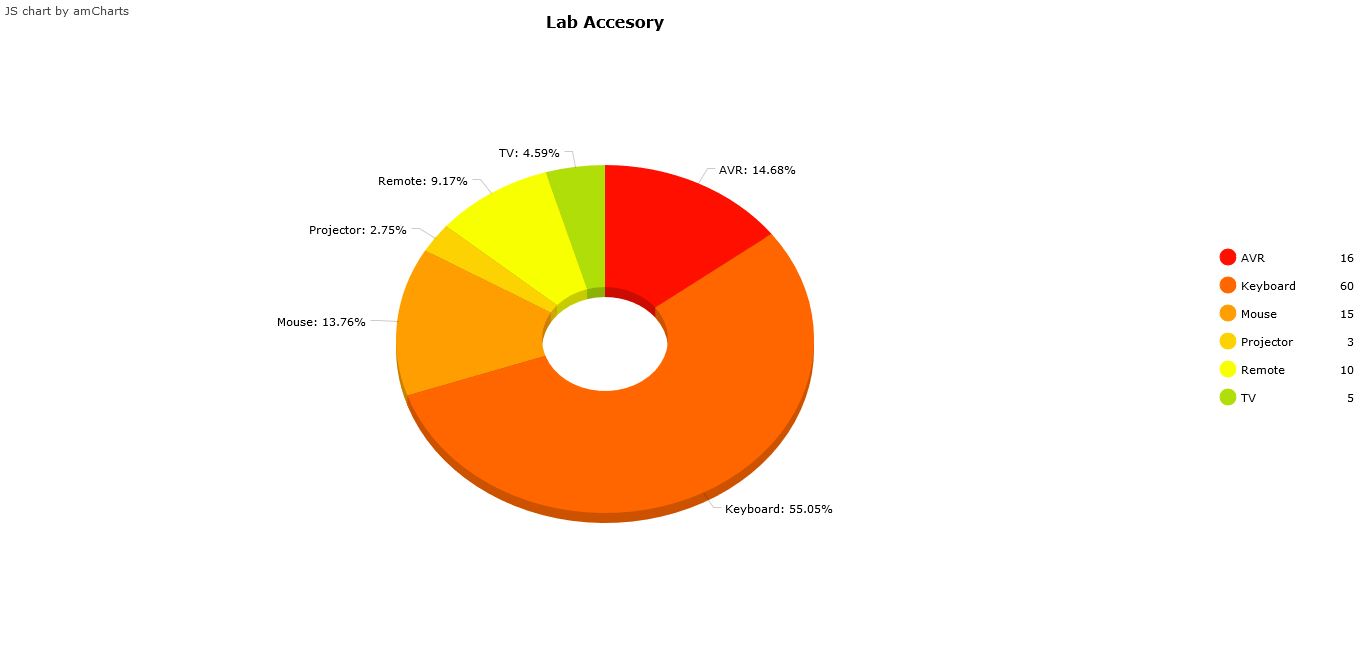 JS chart by amCharts
Lab Accesory
TV: 4.59%
AVR: 14.68%
Remote: 9.17%
Projector: 2.75%
Mouse: 13.76%
Keyboard: 55.05%
AVR 16
Keyboard 60
Mouse 15
Projector 3
Remote 10
TV 5